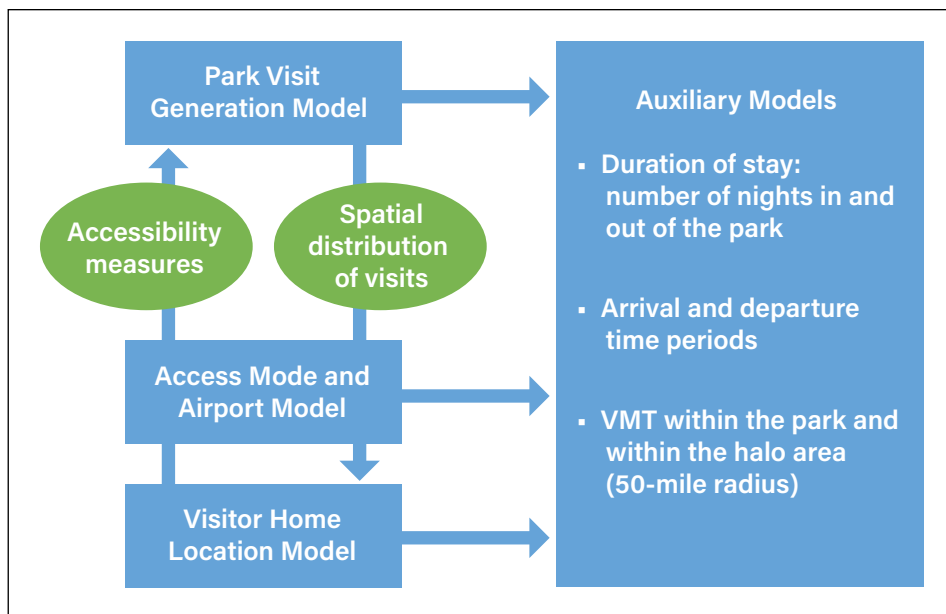 Park Visit
Generation Model
Accessibility
measures
Spatial
distribution
of visits
Access Mode and
Airport Model
Visitor Home
Location Model
Auxiliary Models
▪ Duration of stay:
number of nights in and
out of the park
▪ Arrival and departure
time periods
▪ VMT within the park and
within the halo area
(50-mile radius)